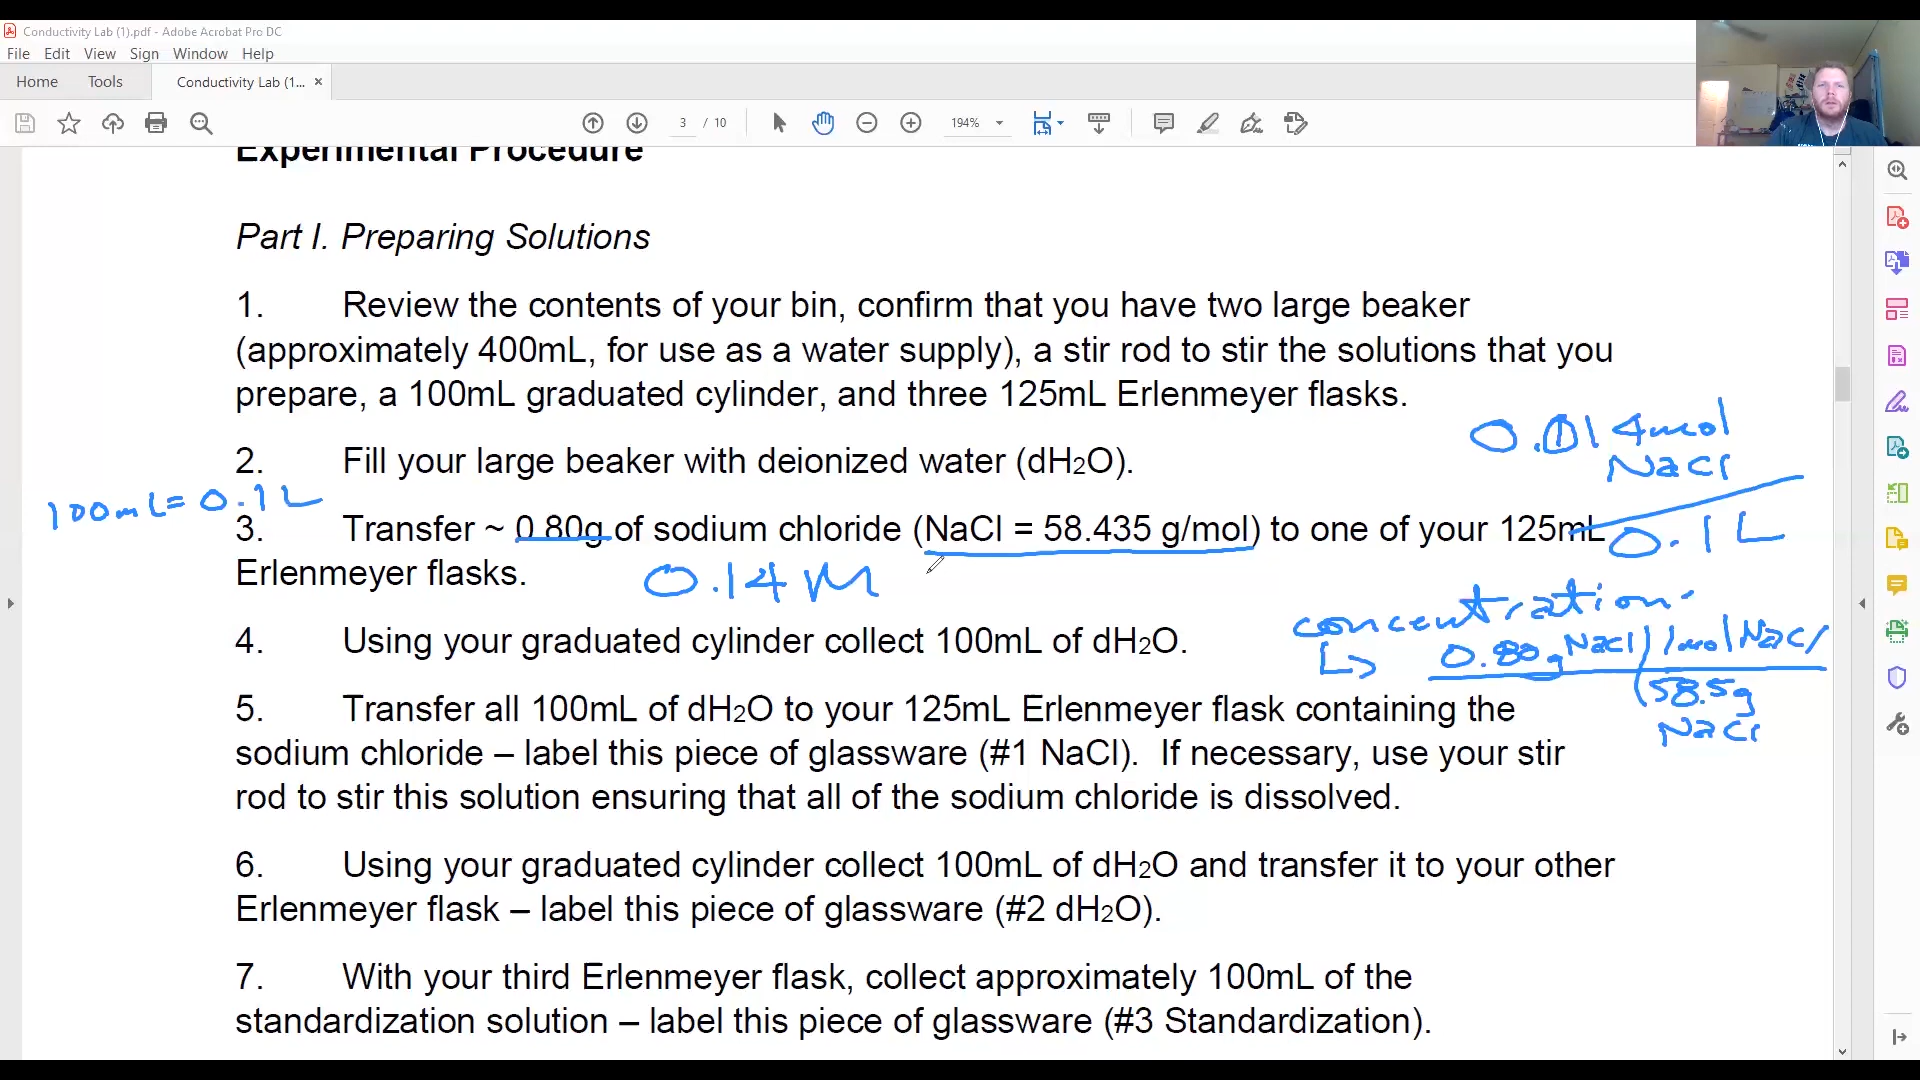 Conductivity Lab (1).pdf - Adobe Acrobat Pro DC
File Edit View Sign Window Help
Home Tools Conductivity Lab (1... ×
3 / 10 194%
Experimental Procedure
Part I. Preparing Solutions
1. Review the contents of your bin, confirm that you have two large beaker
(approximately 400mL, for use as a water supply), a stir rod to stir the solutions that you
prepare, a 100mL graduated cylinder, and three 125mL Erlenmeyer flasks.
0.014mol
NaCl
2. Fill your large beaker with deionized water (dH2O).
100mL = 0.1L
3. Transfer ~ 0.80g of sodium chloride (NaCl = 58.435 g/mol) to one of your 125mL
0.1L
Erlenmeyer flasks.
0.14 M
concentration:
4. Using your graduated cylinder collect 100mL of dH2O.
0.80g NaCl | 1mol NaCl
58.5g
NaCl
5. Transfer all 100mL of dH2O to your 125mL Erlenmeyer flask containing the
sodium chloride – label this piece of glassware (#1 NaCl). If necessary, use your stir
rod to stir this solution ensuring that all of the sodium chloride is dissolved.
6. Using your graduated cylinder collect 100mL of dH2O and transfer it to your other
Erlenmeyer flask – label this piece of glassware (#2 dH2O).
7. With your third Erlenmeyer flask, collect approximately 100mL of the
standardization solution – label this piece of glassware (#3 Standardization).